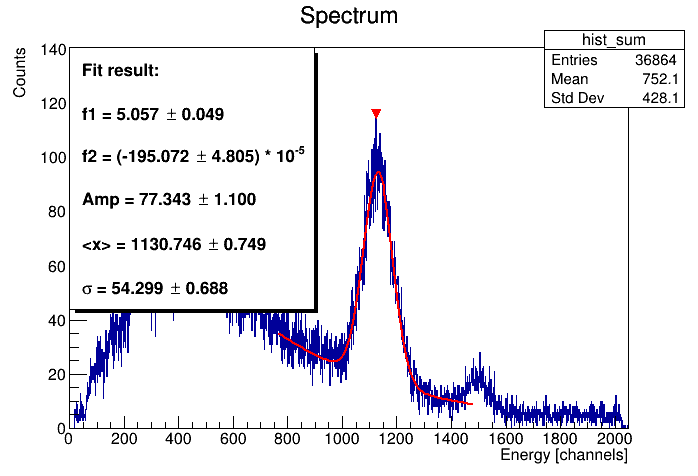 Spectrum
hist_sum
Entries 36864
Mean 752.1
Std Dev 428.1
Counts
140
120
100
80
60
40
20
0
Fit result:
f1 = 5.057 ± 0.049
f2 = (-195.072 ± 4.805) * 10⁻⁵
Amp = 77.343 ± 1.100
<x> = 1130.746 ± 0.749
σ = 54.299 ± 0.688
0 200 400 600 800 1000 1200 1400 1600 1800 2000
Energy [channels]